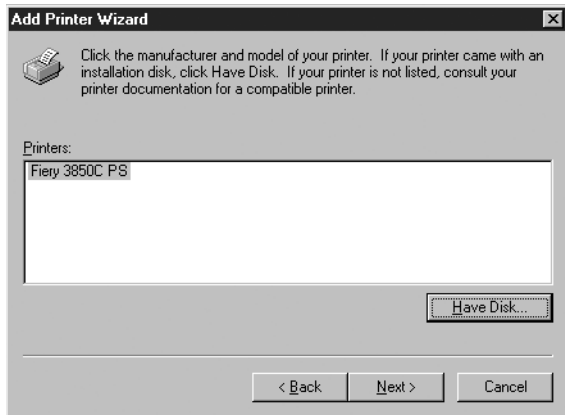 Add Printer Wizard
Click the manufacturer and model of your printer. If your printer came with an
installation disk, click Have Disk. If your printer is not listed, consult your
printer documentation for a compatible printer.
Printers:
Fiery 3850C PS
Have Disk...
< Back
Next >
Cancel